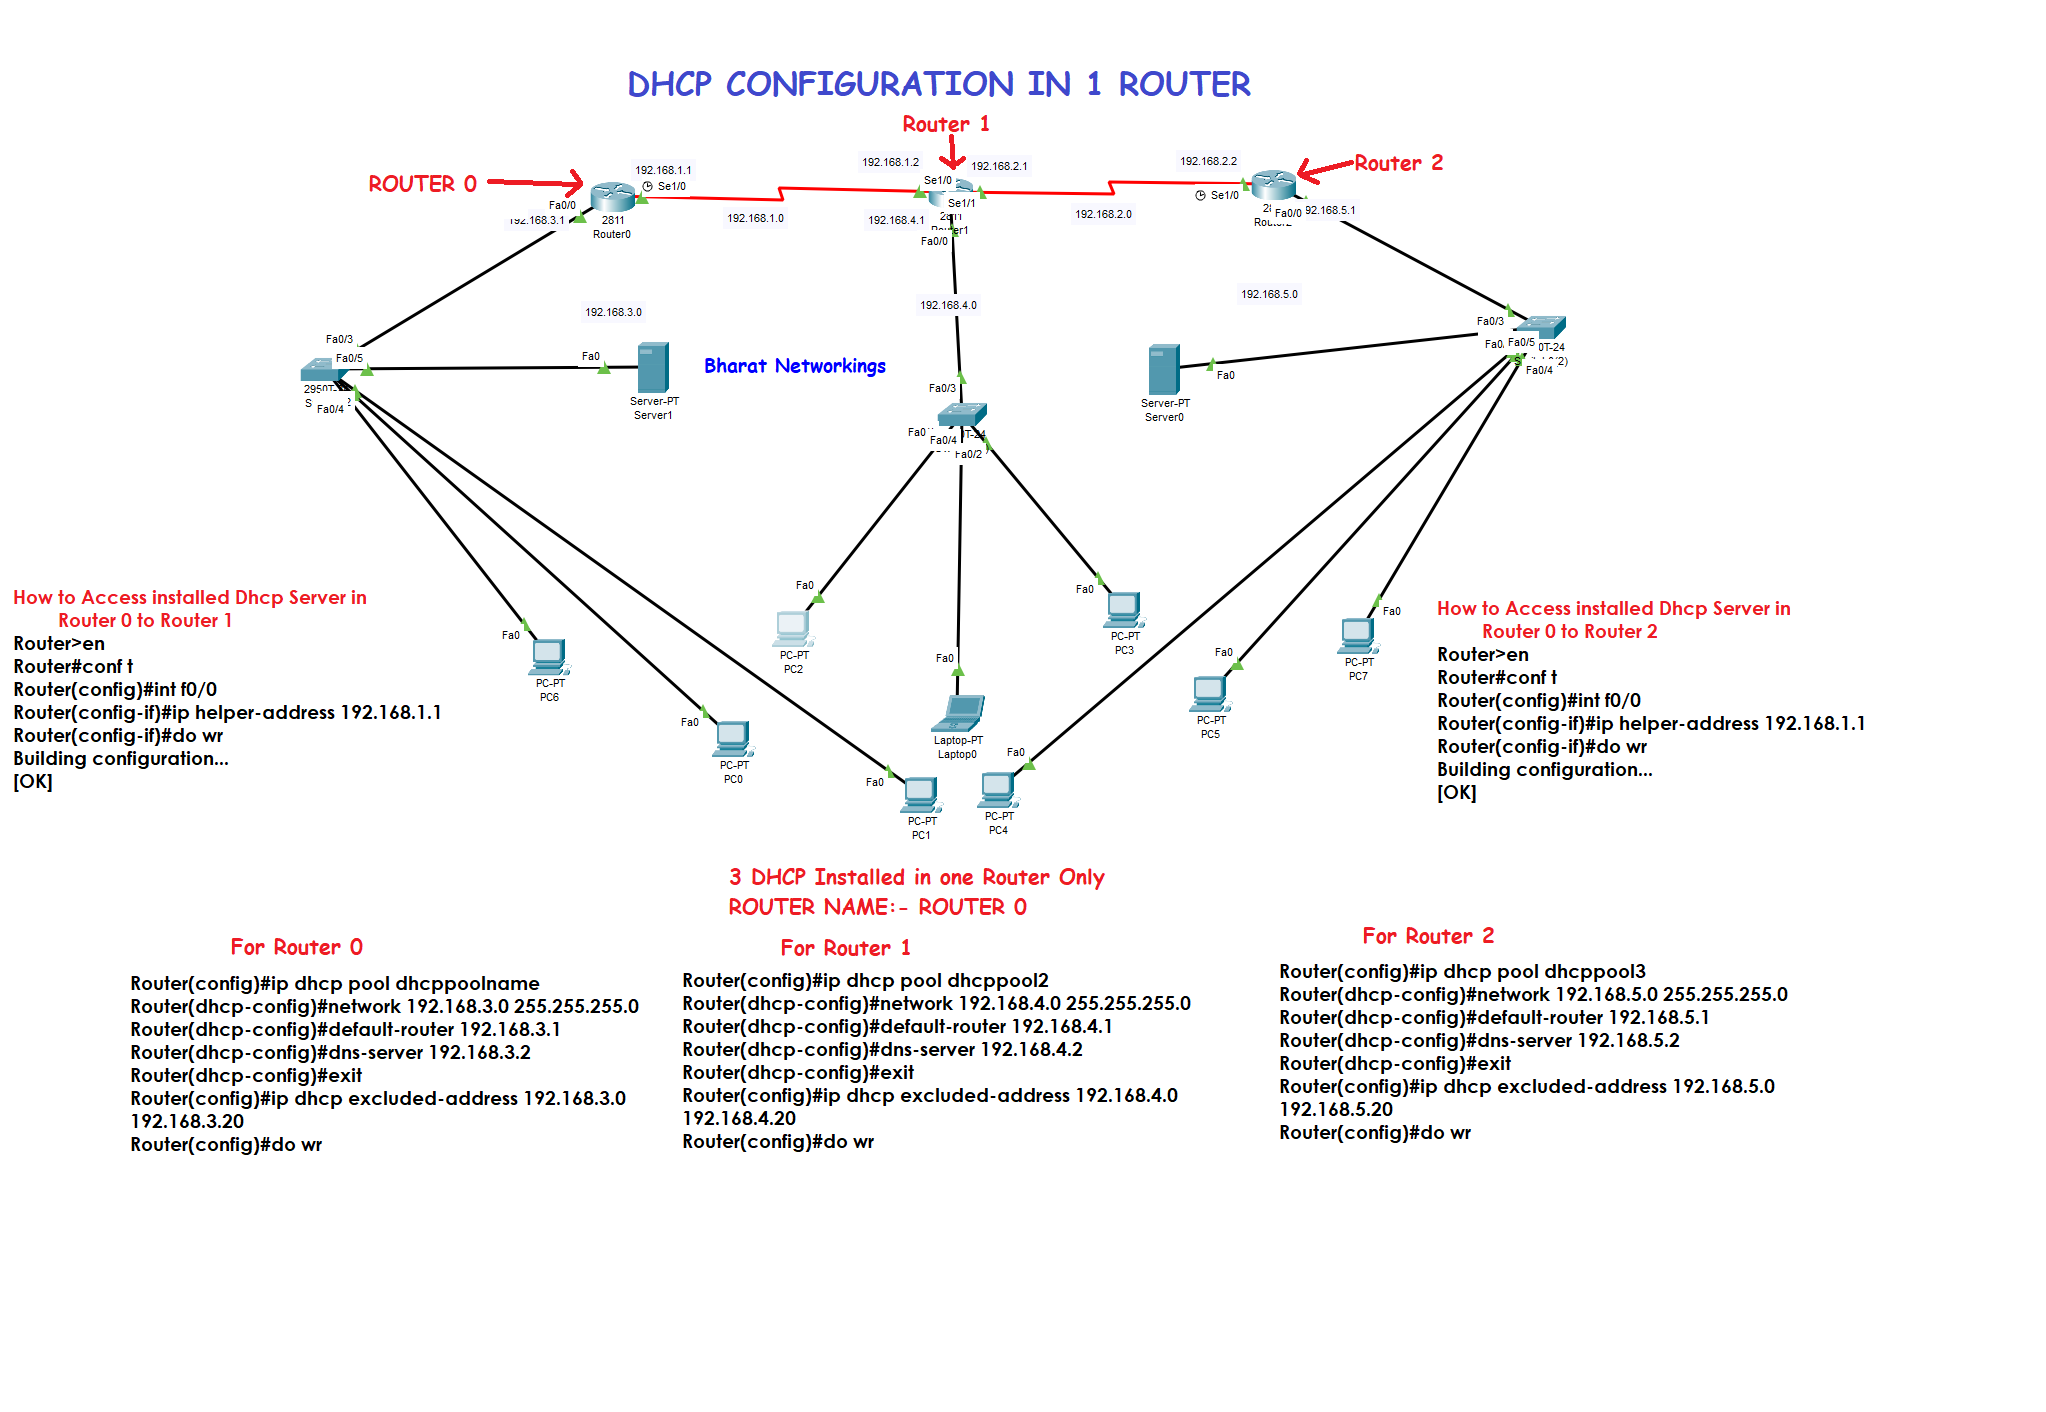 DHCP CONFIGURATION IN 1 ROUTER
Router 1
ROUTER 0
Router 2
192.168.1.1
Se1/0
192.168.1.2
192.168.2.1
Se1/0
Se1/1
192.168.2.2
Se1/0
Fa0/0
192.168.3.1
2811
Router0
192.168.1.0
192.168.4.1
2811
Fa0/0
192.168.2.0
Fa0/0
192.168.5.1
192.168.3.0
192.168.4.0
192.168.5.0
Fa0/3
Fa0/5
Fa0/4
Fa0
Server-PT
Server1
Bharat Networkings
Fa0/3
Fa0/4
Fa0/2
Server-PT
Server0
Fa0
Fa0/3
Fa0/5
Fa0/4
Fa0
PC-PT
PC6
Fa0
PC-PT
PC0
Fa0
PC-PT
PC1
Fa0
PC-PT
PC2
Fa0
Laptop-PT
Laptop0
Fa0
PC-PT
PC3
Fa0
PC-PT
PC4
Fa0
PC-PT
PC5
Fa0
PC-PT
PC7
How to Access installed Dhcp Server in
Router 0 to Router 1
Router>en
Router#conf t
Router(config)#int f0/0
Router(config-if)#ip helper-address 192.168.1.1
Router(config-if)#do wr
Building configuration...
[OK]
How to Access installed Dhcp Server in
Router 0 to Router 2
Router>en
Router#conf t
Router(config)#int f0/0
Router(config-if)#ip helper-address 192.168.1.1
Router(config-if)#do wr
Building configuration...
[OK]
3 DHCP Installed in one Router Only
ROUTER NAME:- ROUTER 0
For Router 0
Router(config)#ip dhcp pool dhcppoolname
Router(dhcp-config)#network 192.168.3.0 255.255.255.0
Router(dhcp-config)#default-router 192.168.3.1
Router(dhcp-config)#dns-server 192.168.3.2
Router(dhcp-config)#exit
Router(config)#ip dhcp excluded-address 192.168.3.0
192.168.3.20
Router(config)#do wr
For Router 1
Router(config)#ip dhcp pool dhcppool2
Router(dhcp-config)#network 192.168.4.0 255.255.255.0
Router(dhcp-config)#default-router 192.168.4.1
Router(dhcp-config)#dns-server 192.168.4.2
Router(dhcp-config)#exit
Router(config)#ip dhcp excluded-address 192.168.4.0
192.168.4.20
Router(config)#do wr
For Router 2
Router(config)#ip dhcp pool dhcppool3
Router(dhcp-config)#network 192.168.5.0 255.255.255.0
Router(dhcp-config)#default-router 192.168.5.1
Router(dhcp-config)#dns-server 192.168.5.2
Router(dhcp-config)#exit
Router(config)#ip dhcp excluded-address 192.168.5.0
192.168.5.20
Router(config)#do wr